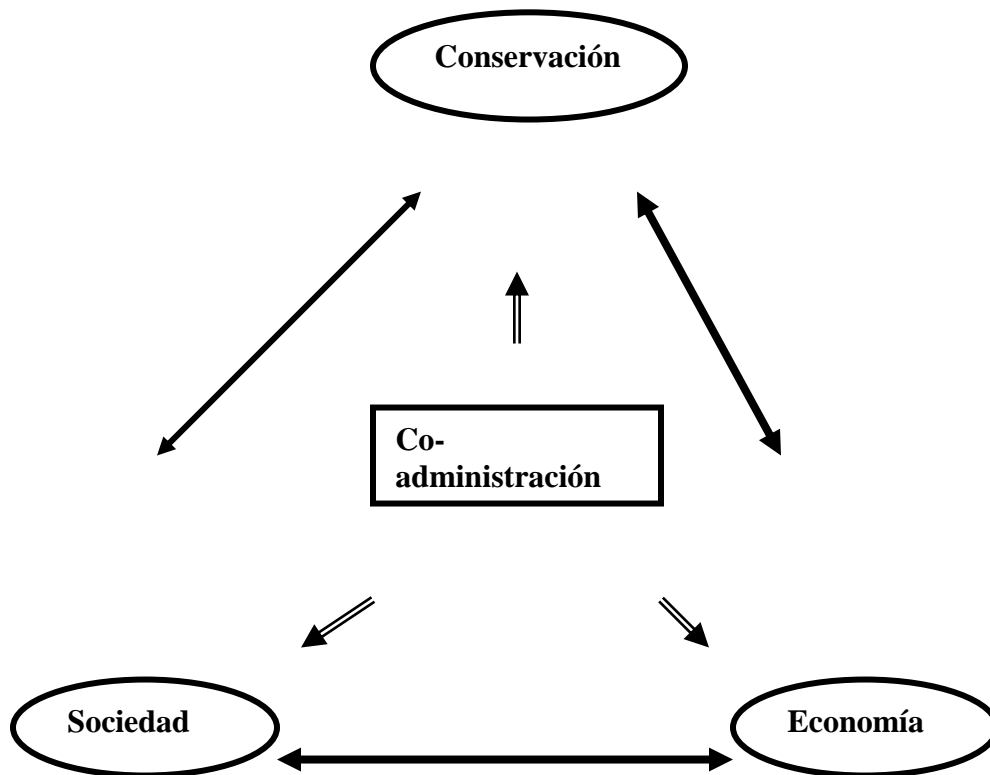 Conservación
Co-
administración
Sociedad
Economía